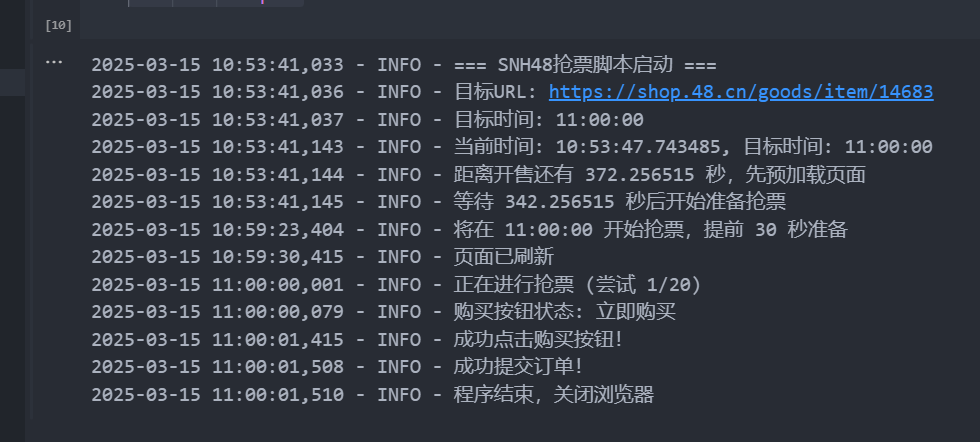 [10]
...
2025-03-15 10:53:41,033 - INFO - === SNH48抢票脚本启动 ===
2025-03-15 10:53:41,036 - INFO - 目标URL: https://shop.48.cn/goods/item/14683
2025-03-15 10:53:41,037 - INFO - 目标时间: 11:00:00
2025-03-15 10:53:41,143 - INFO - 当前时间: 10:53:47.743485, 目标时间: 11:00:00
2025-03-15 10:53:41,144 - INFO - 距离开售还有 372.256515 秒，先预加载页面
2025-03-15 10:53:41,145 - INFO - 等待 342.256515 秒后开始准备抢票
2025-03-15 10:59:23,404 - INFO - 将在 11:00:00 开始抢票，提前 30 秒准备
2025-03-15 10:59:30,415 - INFO - 页面已刷新
2025-03-15 11:00:00,001 - INFO - 正在进行抢票 (尝试 1/20)
2025-03-15 11:00:00,079 - INFO - 购买按钮状态: 立即购买
2025-03-15 11:00:01,415 - INFO - 成功点击购买按钮！
2025-03-15 11:00:01,508 - INFO - 成功提交订单！
2025-03-15 11:00:01,510 - INFO - 程序结束，关闭浏览器